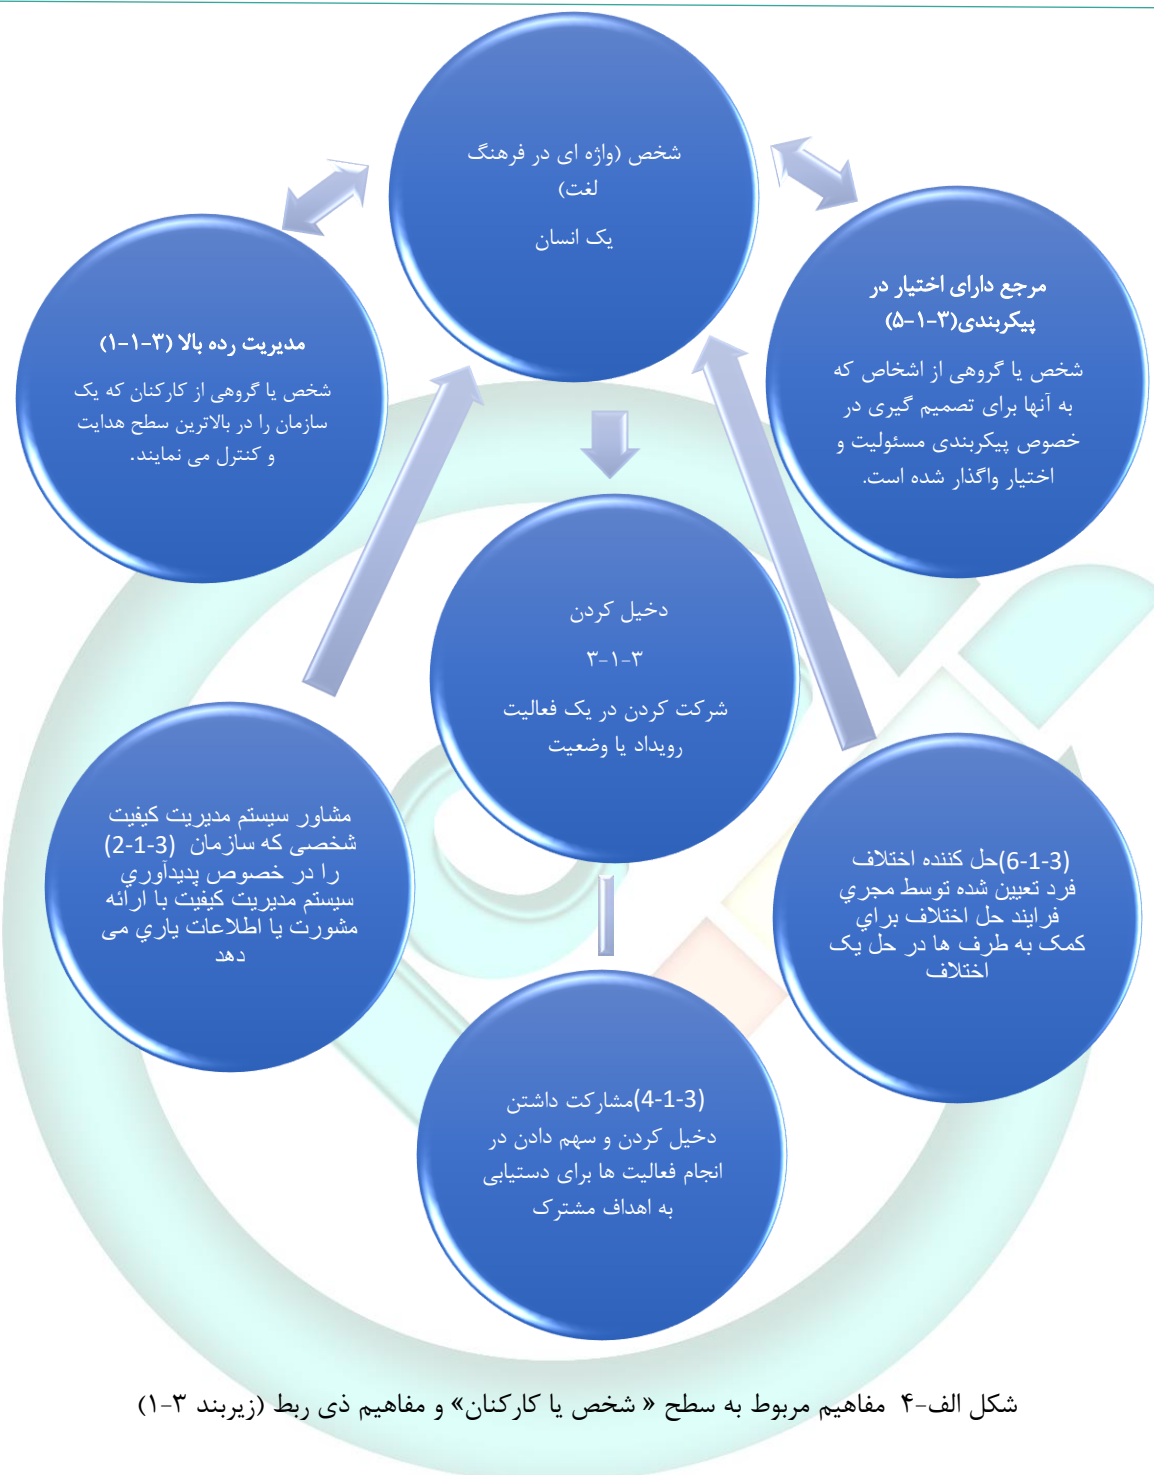 شخص (واژه ای در فرهنگ
لغت)
یک انسان
مرجع دارای اختیار در
پیکربندی(۳-۱-۵)
شخص یا گروهی از اشخاص که
به آنها برای تصمیم گیری در
خصوص پیکربندی مسئولیت و
اختیار واگذار شده است.
مدیریت رده بالا (۳-۱-۱)
شخص یا گروهی از کارکنان که یک
سازمان را در بالاترین سطح هدایت
و کنترل می نمایند.
دخیل کردن
۳-۱-۳
شرکت کردن در یک فعالیت
رویداد یا وضعیت
(3-1-6)حل کننده اختلاف
فرد تعیین شده توسط مجري
فرایند حل اختلاف براي
کمک به طرف ها در حل یک
اختلاف
مشاور سیستم مدیریت کیفیت
شخصی که سازمان (3-1-2)
را در خصوص پدیدآوري
سیستم مدیریت کیفیت با ارائه
مشورت یا اطلاعات یاري می
دهد
(3-1-4)مشارکت داشتن
دخیل کردن و سهم دادن در
انجام فعالیت ها برای دستیابی
به اهداف مشترک
شکل الف-۴ مفاهیم مربوط به سطح « شخص یا کارکنان» و مفاهیم ذی ربط (زیربند ۳-۱)